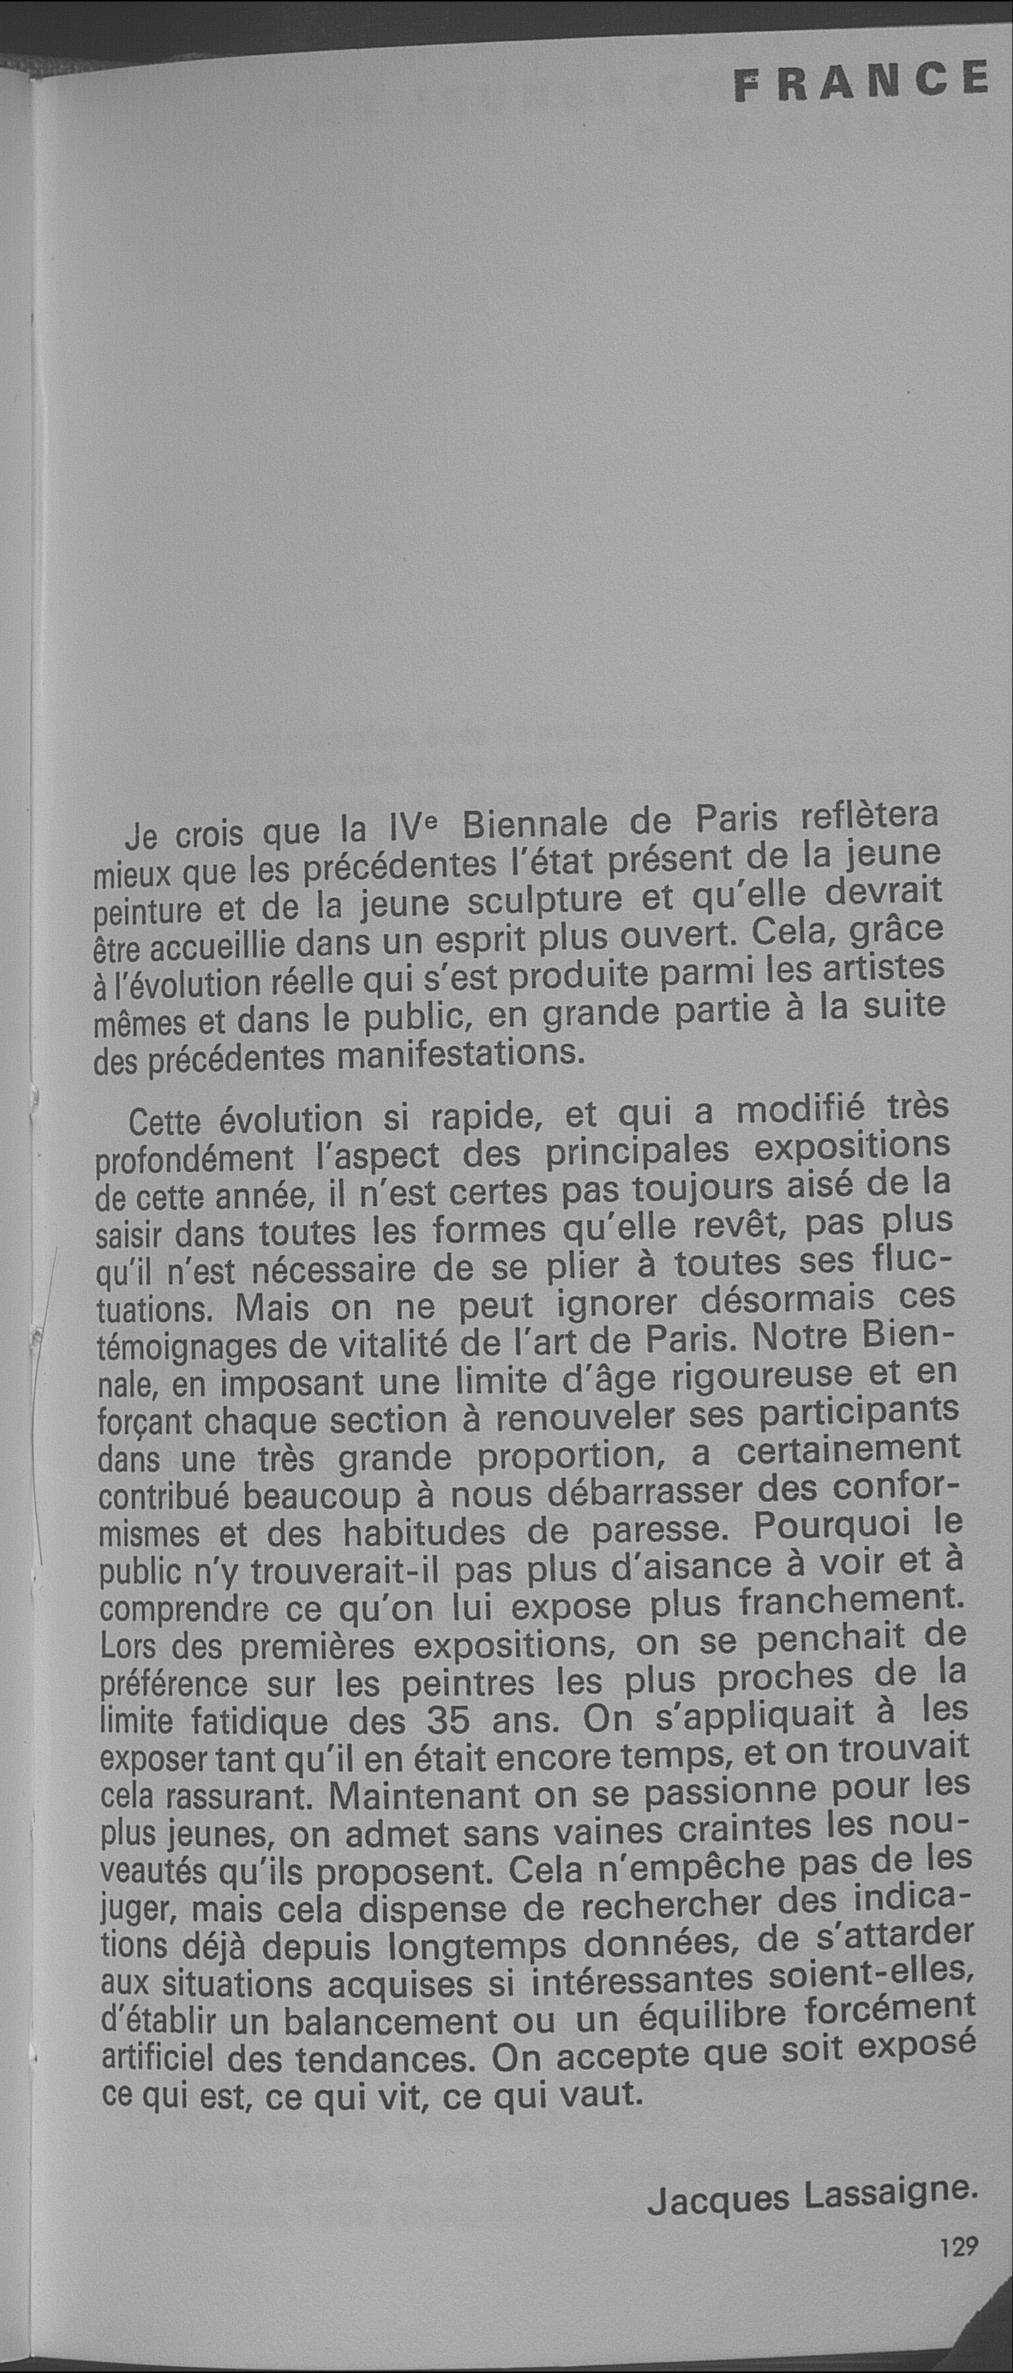 FRANCE
Je crois que la IVe Biennale de Paris reflètera
mieux que les précédentes l'état présent de la jeune
peinture et de la jeune sculpture et qu'elle devrait
être accueillie dans un esprit plus ouvert. Cela, grâce
à l'évolution réelle qui s'est produite parmi les artistes
mêmes et dans le public, en grande partie à la suite
des précédentes manifestations.
Cette évolution si rapide, et qui a modifié très
profondément l'aspect des principales expositions
de cette année, il n'est certes pas toujours aisé de la
saisir dans toutes les formes qu'elle revêt, pas plus
qu'il n'est nécessaire de se plier à toutes ses fluc-
tuations. Mais on ne peut ignorer désormais ces
témoignages de vitalité de l'art de Paris. Notre Bien-
nale, en imposant une limite d'âge rigoureuse et en
forçant chaque section à renouveler ses participants
dans une très grande proportion, a certainement
contribué beaucoup à nous débarrasser des confor-
mismes et des habitudes de paresse. Pourquoi le
public n'y trouverait-il pas plus d'aisance à voir et à
comprendre ce qu'on lui expose plus franchement.
Lors des premières expositions, on se penchait de
préférence sur les peintres les plus proches de la
limite fatidique des 35 ans. On s'appliquait à les
exposer tant qu'il en était encore temps, et on trouvait
cela rassurant. Maintenant on se passionne pour les
plus jeunes, on admet sans vaines craintes les nou-
veautés qu'ils proposent. Cela n'empêche pas de les
juger, mais cela dispense de rechercher des indica-
tions déjà depuis longtemps données, de s'attarder
aux situations acquises si intéressantes soient-elles,
d'établir un balancement ou un équilibre forcément
artificiel des tendances. On accepte que soit exposé
ce qui est, ce qui vit, ce qui vaut.
Jacques Lassaigne.
129